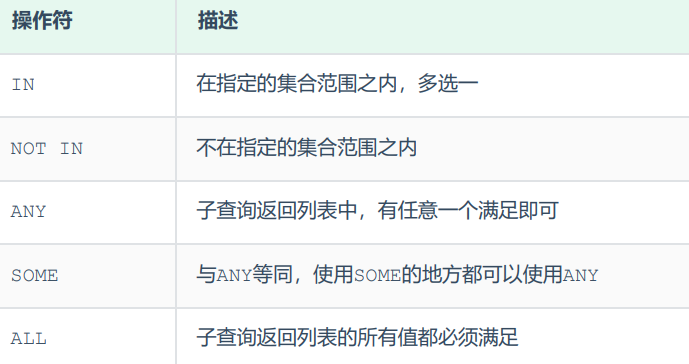 操作符 描述
IN 在指定的集合范围之内，多选一
NOT IN 不在指定的集合范围之内
ANY 子查询返回列表中，有任意一个满足即可
SOME 与ANY等同，使用SOME的地方都可以使用ANY
ALL 子查询返回列表的所有值都必须满足